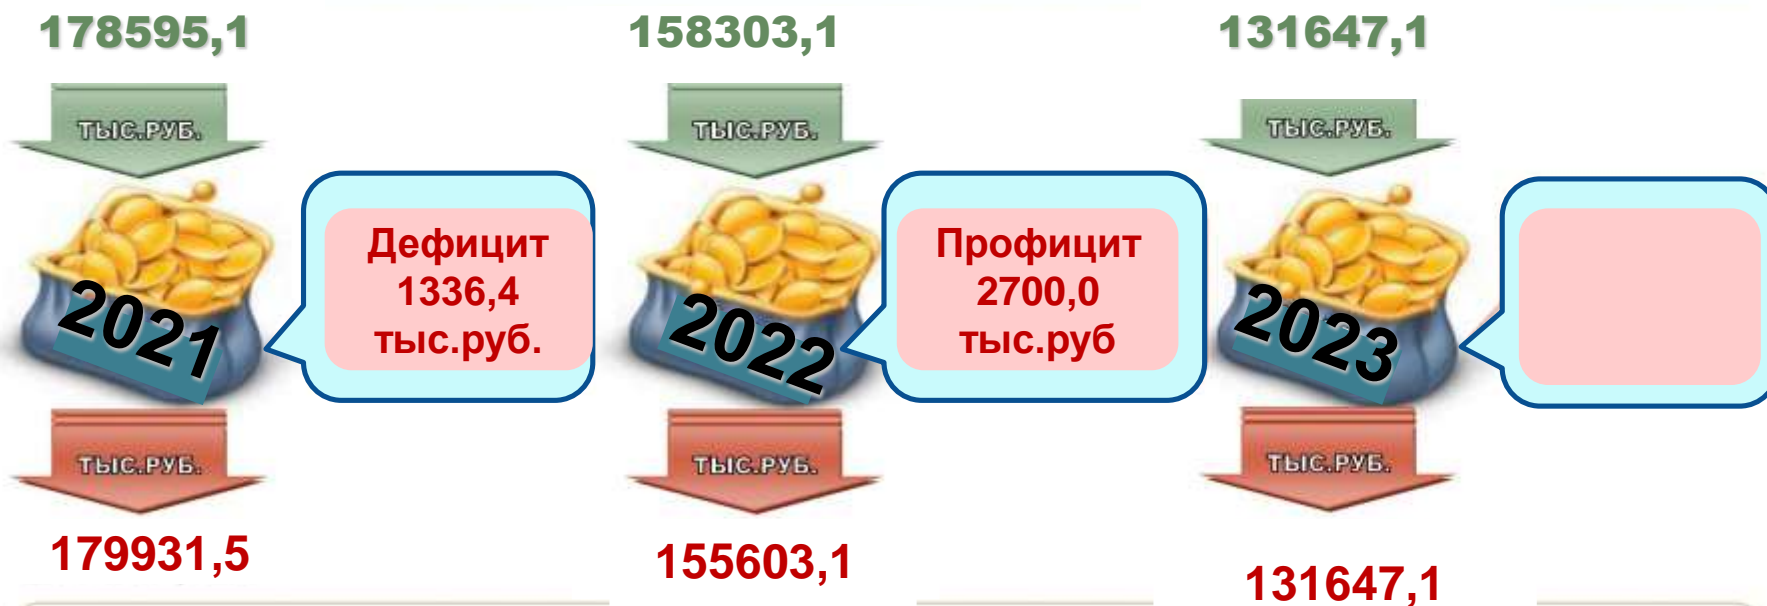 178595,1
158303,1
131647,1
ТЫС.РУБ.
ТЫС.РУБ.
ТЫС.РУБ.
2021
Дефицит
1336,4
тыс.руб.
2022
Профицит
2700,0
тыс.руб
2023
ТЫС.РУБ.
ТЫС.РУБ.
ТЫС.РУБ.
179931,5
155603,1
131647,1